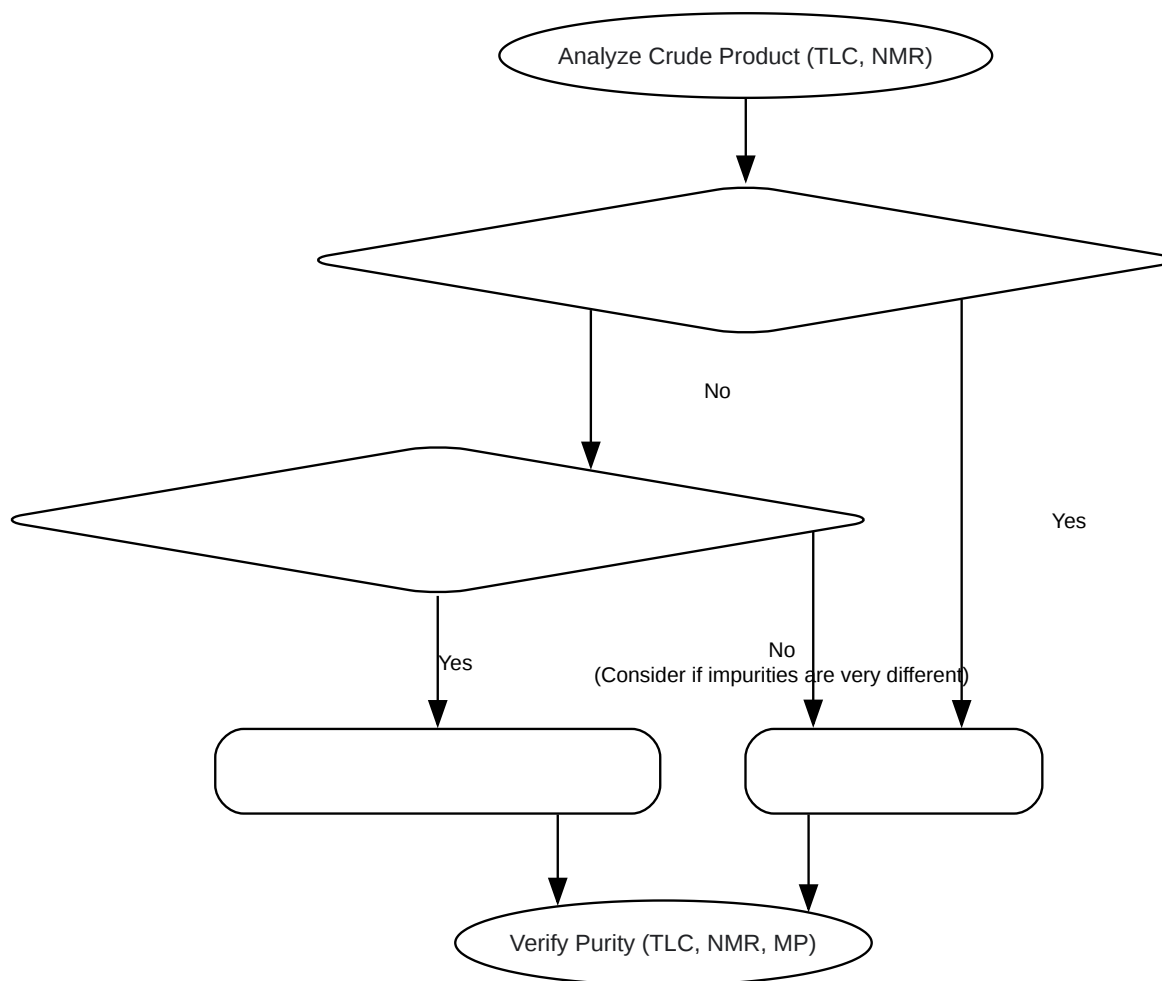 Analyze Crude Product (TLC, NMR)
No
Yes
Yes
No
(Consider if impurities are very different)
Verify Purity (TLC, NMR, MP)